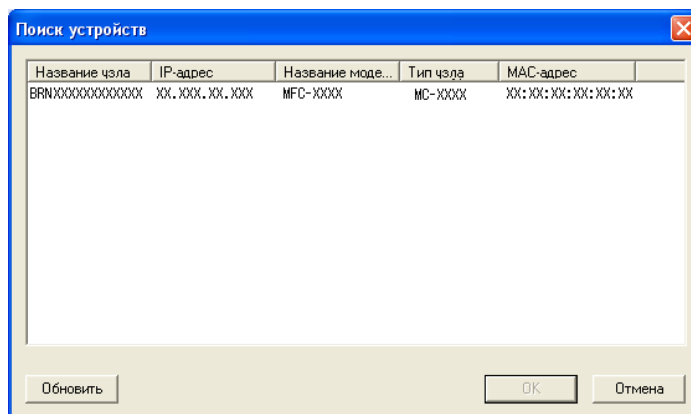 Поиск устройств
Название узла IP-адрес Название моде... Тип узла MAC-адрес
BRNXXXXXXXXXXXX XX.XXX.XX.XXX MFC-XXXX MC-XXXX XX:XX:XX:XX:XX:XX
Обновить OK Отмена